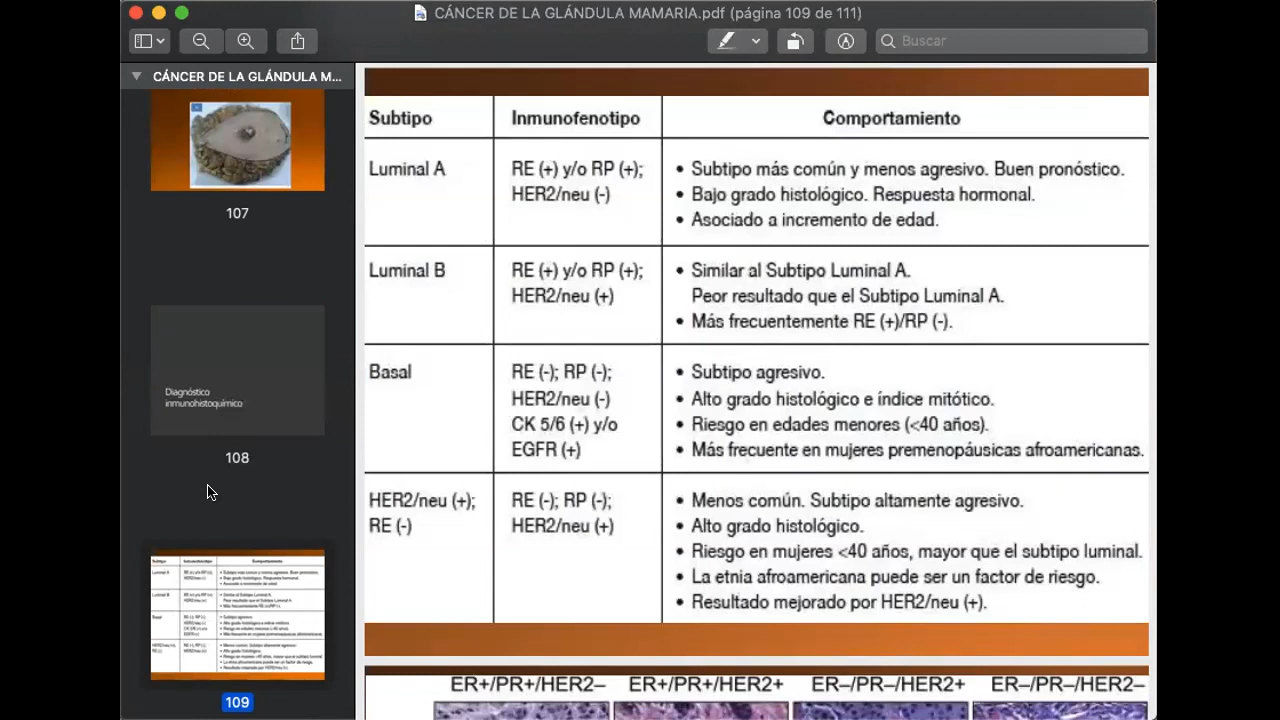 CÁNCER DE LA GLÁNDULA MAMARIA.pdf (página 109 de 111)
Buscar
CÁNCER DE LA GLÁNDULA M...
107
Diagnóstico
inmunohistoquímico
108
109
Subtipo Inmunofenotipo Comportamiento
Luminal A
RE (+) y/o RP (+);
HER2/neu (-)
• Subtipo más común y menos agresivo. Buen pronóstico.
• Bajo grado histológico. Respuesta hormonal.
• Asociado a incremento de edad.
Luminal B
RE (+) y/o RP (+);
HER2/neu (+)
• Similar al Subtipo Luminal A.
Peor resultado que el Subtipo Luminal A.
• Más frecuentemente RE (+)/RP (-).
Basal
RE (-); RP (-);
HER2/neu (-)
CK 5/6 (+) y/o
EGFR (+)
• Subtipo agresivo.
• Alto grado histológico e índice mitótico.
• Riesgo en edades menores (<40 años).
• Más frecuente en mujeres premenopáusicas afroamericanas.
HER2/neu (+);
RE (-)
RE (-); RP (-);
HER2/neu (+)
• Menos común. Subtipo altamente agresivo.
• Alto grado histológico.
• Riesgo en mujeres <40 años, mayor que el subtipo luminal.
• La etnia afroamericana puede ser un factor de riesgo.
• Resultado mejorado por HER2/neu (+).
ER+/PR+/HER2– ER+/PR+/HER2+ ER–/PR–/HER2+ ER–/PR–/HER2–